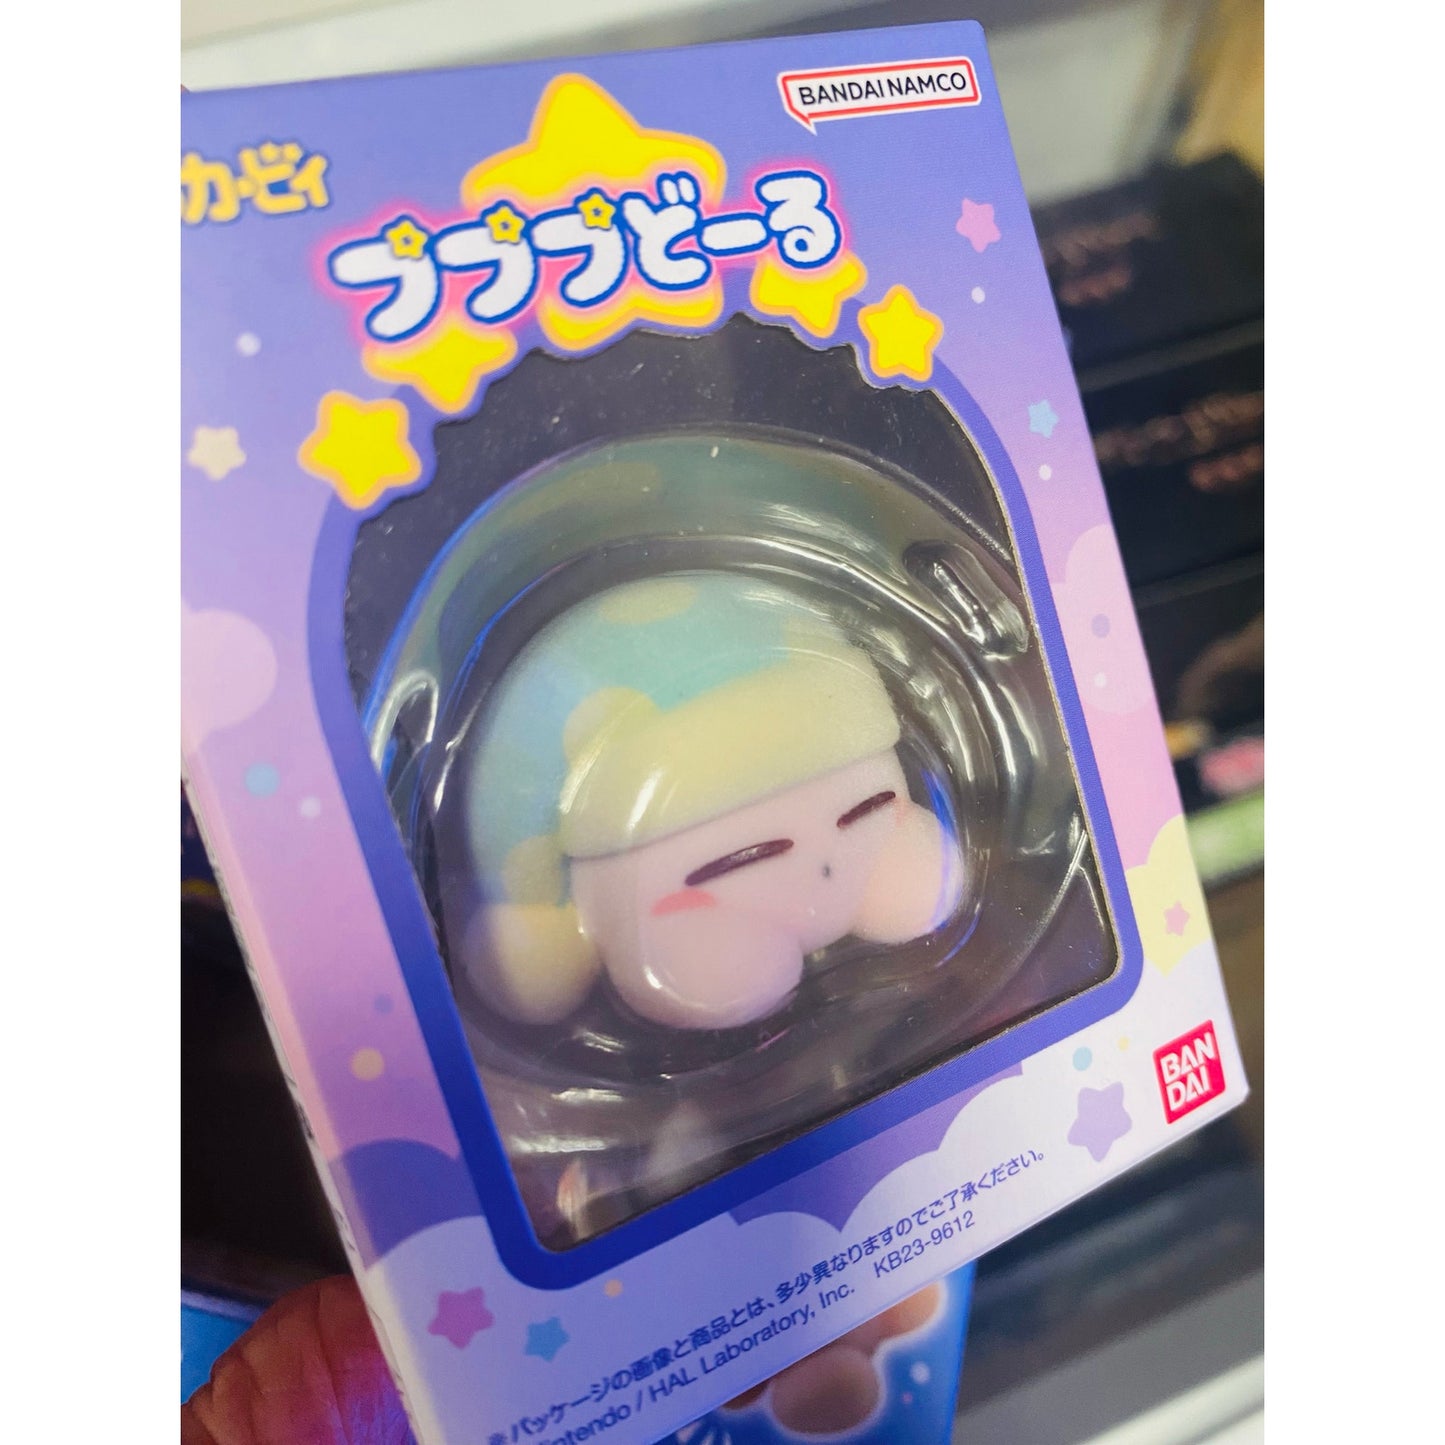 BANDAI NAMCO
カービィ
プププどーる
BAN
DAI
※パッケージの画像と商品とは、多少異なりますのでご了承ください。
Nintendo / HAL Laboratory, Inc. KB23-9612